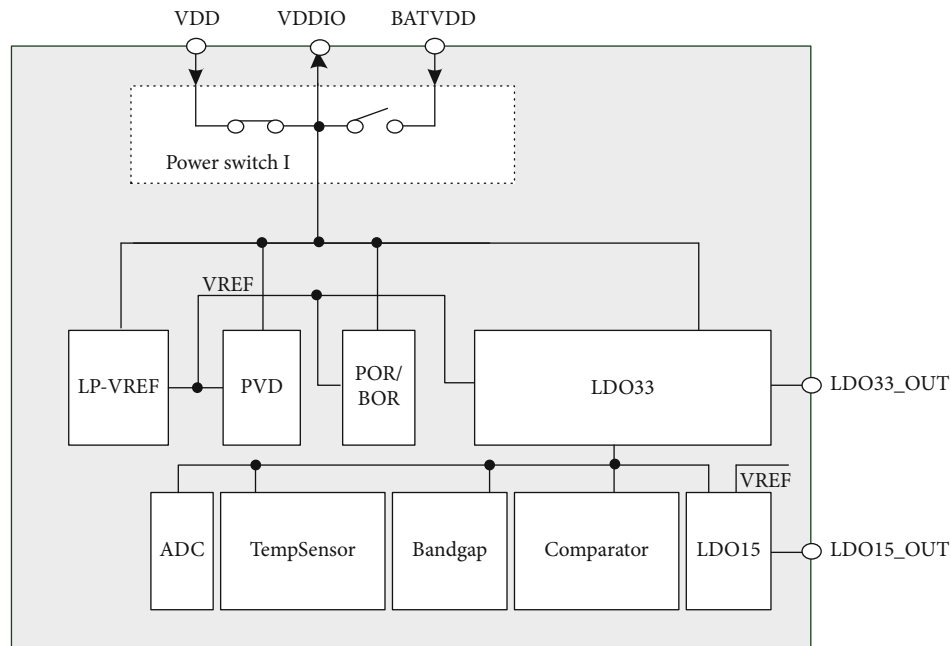 VDD VDDIO BATVDD
Power switch I
VREF
LP-VREF
PVD
POR/
BOR
LDO33
LDO33_OUT
VREF
ADC
TempSensor
Bandgap
Comparator
LDO15
LDO15_OUT